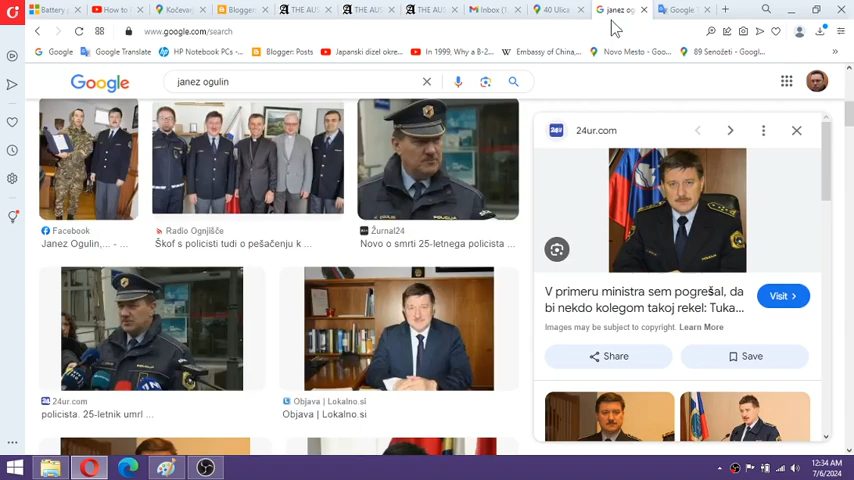 Battery p
How to
Kočevar
Blogger:
THE AUS
THE AUS
THE AUS
Inbox (1
40 Ulica
janez og
Google T
www.google.com/search
Google
Google Translate
HP Notebook PC -...
Blogger: Posts
Japanski dizel okre...
In 1999, Why a B-2...
Embassy of China,...
Novo Mesto - Goo...
89 Šenožeti - Googl...
Google
janez ogulin
Facebook
Janez Ogulin,... - ...
Radio Ognjišče
Škof s policisti tudi o pešačenju k ...
Žurnal24
Novo o smrti 25-letnega policista ...
24ur.com
policista. 25-letnik umrl ...
Objava | Lokalno.si
Objava | Lokalno.si
24ur.com
V primeru ministra sem pogrešal, da
bi nekdo kolegom takoj rekel: Tuka...
Visit
Images may be subject to copyright. Learn More
Share
Save
12:34 AM
7/6/2024